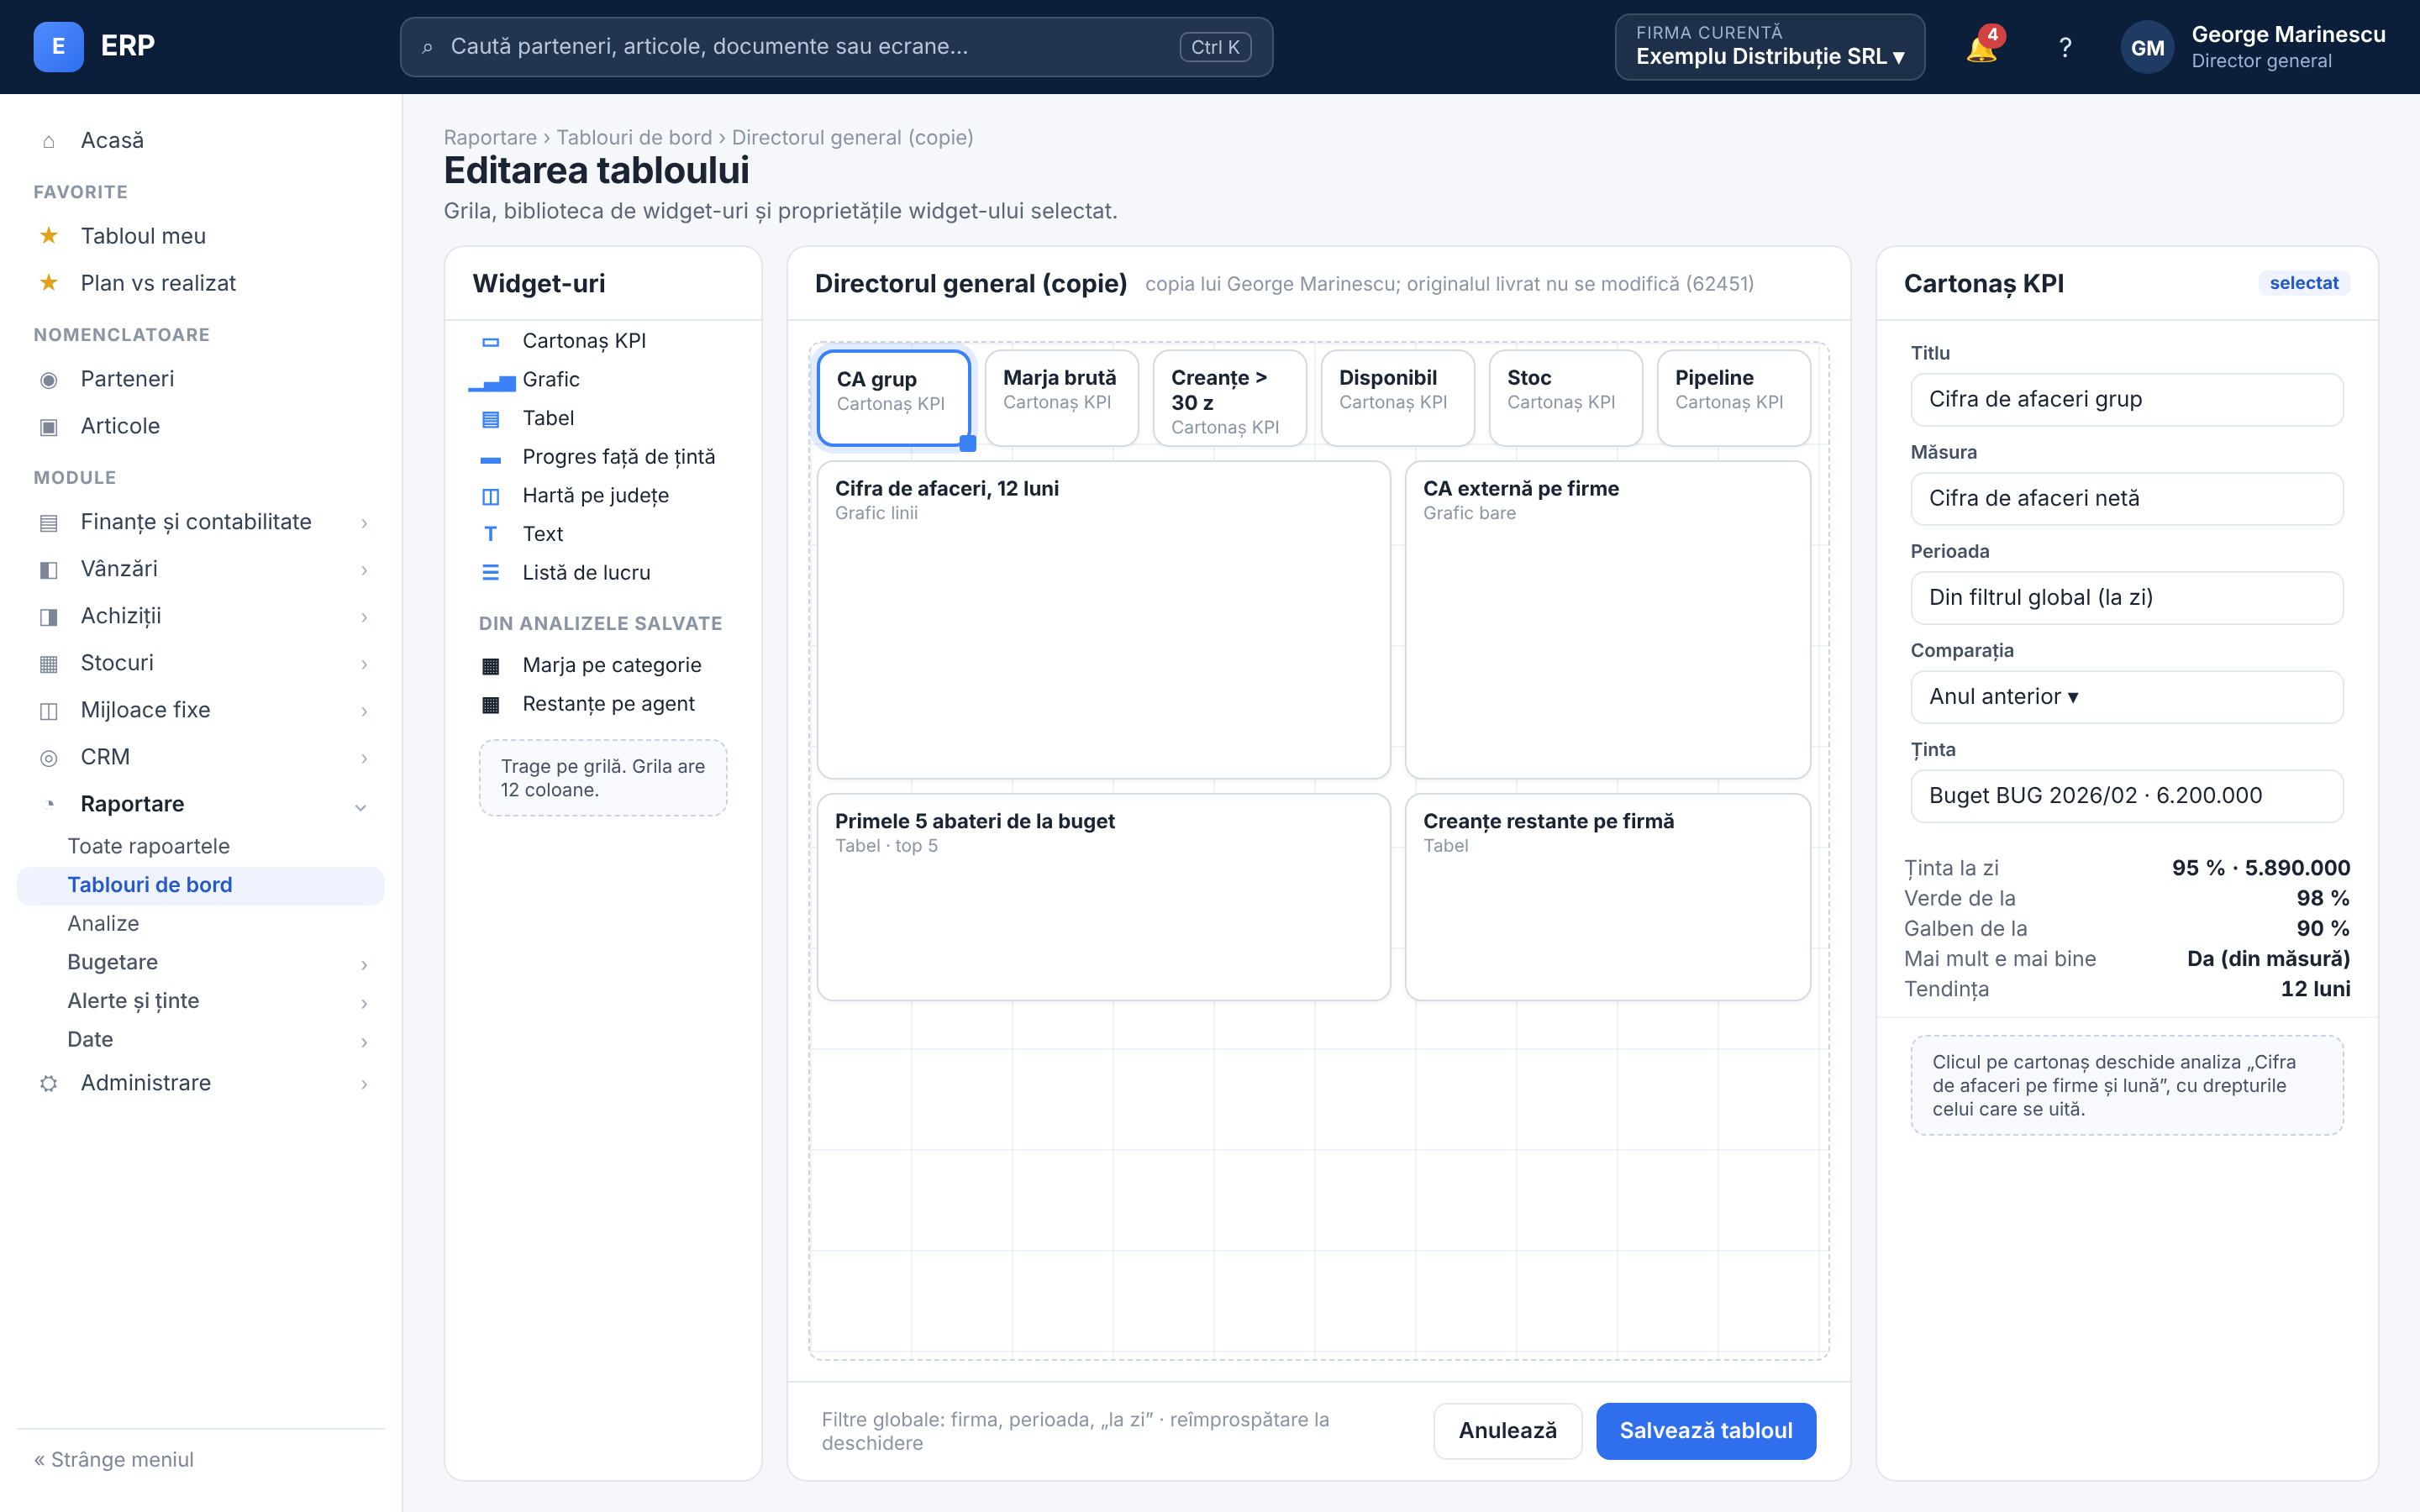 E ERP
Caută parteneri, articole, documente sau ecrane...
Ctrl K
FIRMA CURENTĂ
Exemplu Distribuție SRL ▾
4
?
GM
George Marinescu
Director general
Acasă
FAVORITE
Tabloul meu
Plan vs realizat
NOMENCLATOARE
Parteneri
Articole
MODULE
Finanțe și contabilitate
Vânzări
Achiziții
Stocuri
Mijloace fixe
CRM
Raportare
Toate rapoartele
Tablouri de bord
Analize
Bugetare
Alerte și ținte
Date
Administrare
« Strânge meniul
Raportare › Tablouri de bord › Directorul general (copie)
Editarea tabloului
Grila, biblioteca de widget-uri și proprietățile widget-ului selectat.
Widget-uri
Cartonaș KPI
Grafic
Tabel
Progres față de țintă
Hartă pe județe
T Text
Listă de lucru
DIN ANALIZELE SALVATE
Marja pe categorie
Restanțe pe agent
Trage pe grilă. Grila are
12 coloane.
Directorul general (copie) copia lui George Marinescu; originalul livrat nu se modifică (62451)
CA grup
Cartonaș KPI
Marja brută
Cartonaș KPI
Creanțe >
30 z
Cartonaș KPI
Disponibil
Cartonaș KPI
Stoc
Cartonaș KPI
Pipeline
Cartonaș KPI
Cifra de afaceri, 12 luni
Grafic linii
CA externă pe firme
Grafic bare
Primele 5 abateri de la buget
Tabel · top 5
Creanțe restante pe firmă
Tabel
Filtre globale: firma, perioada, „la zi” · reîmprospătare la
deschidere
Anulează
Salvează tabloul
Cartonaș KPI
selectat
Titlu
Cifra de afaceri grup
Măsura
Cifra de afaceri netă
Perioada
Din filtrul global (la zi)
Comparația
Anul anterior ▾
Ținta
Buget BUG 2026/02 · 6.200.000
Ținta la zi 95 % · 5.890.000
Verde de la 98 %
Galben de la 90 %
Mai mult e mai bine Da (din măsură)
Tendința 12 luni
Clicul pe cartonaș deschide analiza „Cifra
de afaceri pe firme și lună”, cu drepturile
celui care se uită.